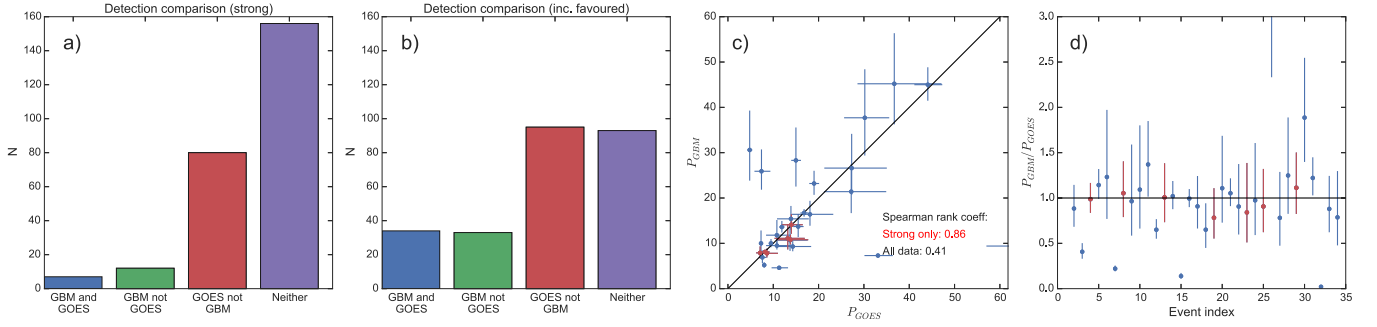 Detection comparison (strong)
a)
N
160
140
120
100
80
60
40
20
0
GBM and GOES
GBM not GOES
GOES not GBM
Neither
Detection comparison (inc. favoured)
b)
N
160
140
120
100
80
60
40
20
0
GBM and GOES
GBM not GOES
GOES not GBM
Neither
c)
P_GBM
60
50
40
30
20
10
0
Spearman rank coeff:
Strong only: 0.86
All data: 0.41
0 10 20 30 40 50 60
P_GOES
d)
P_GBM/P_GOES
3.0
2.5
2.0
1.5
1.0
0.5
0.0
0 5 10 15 20 25 30 35
Event index